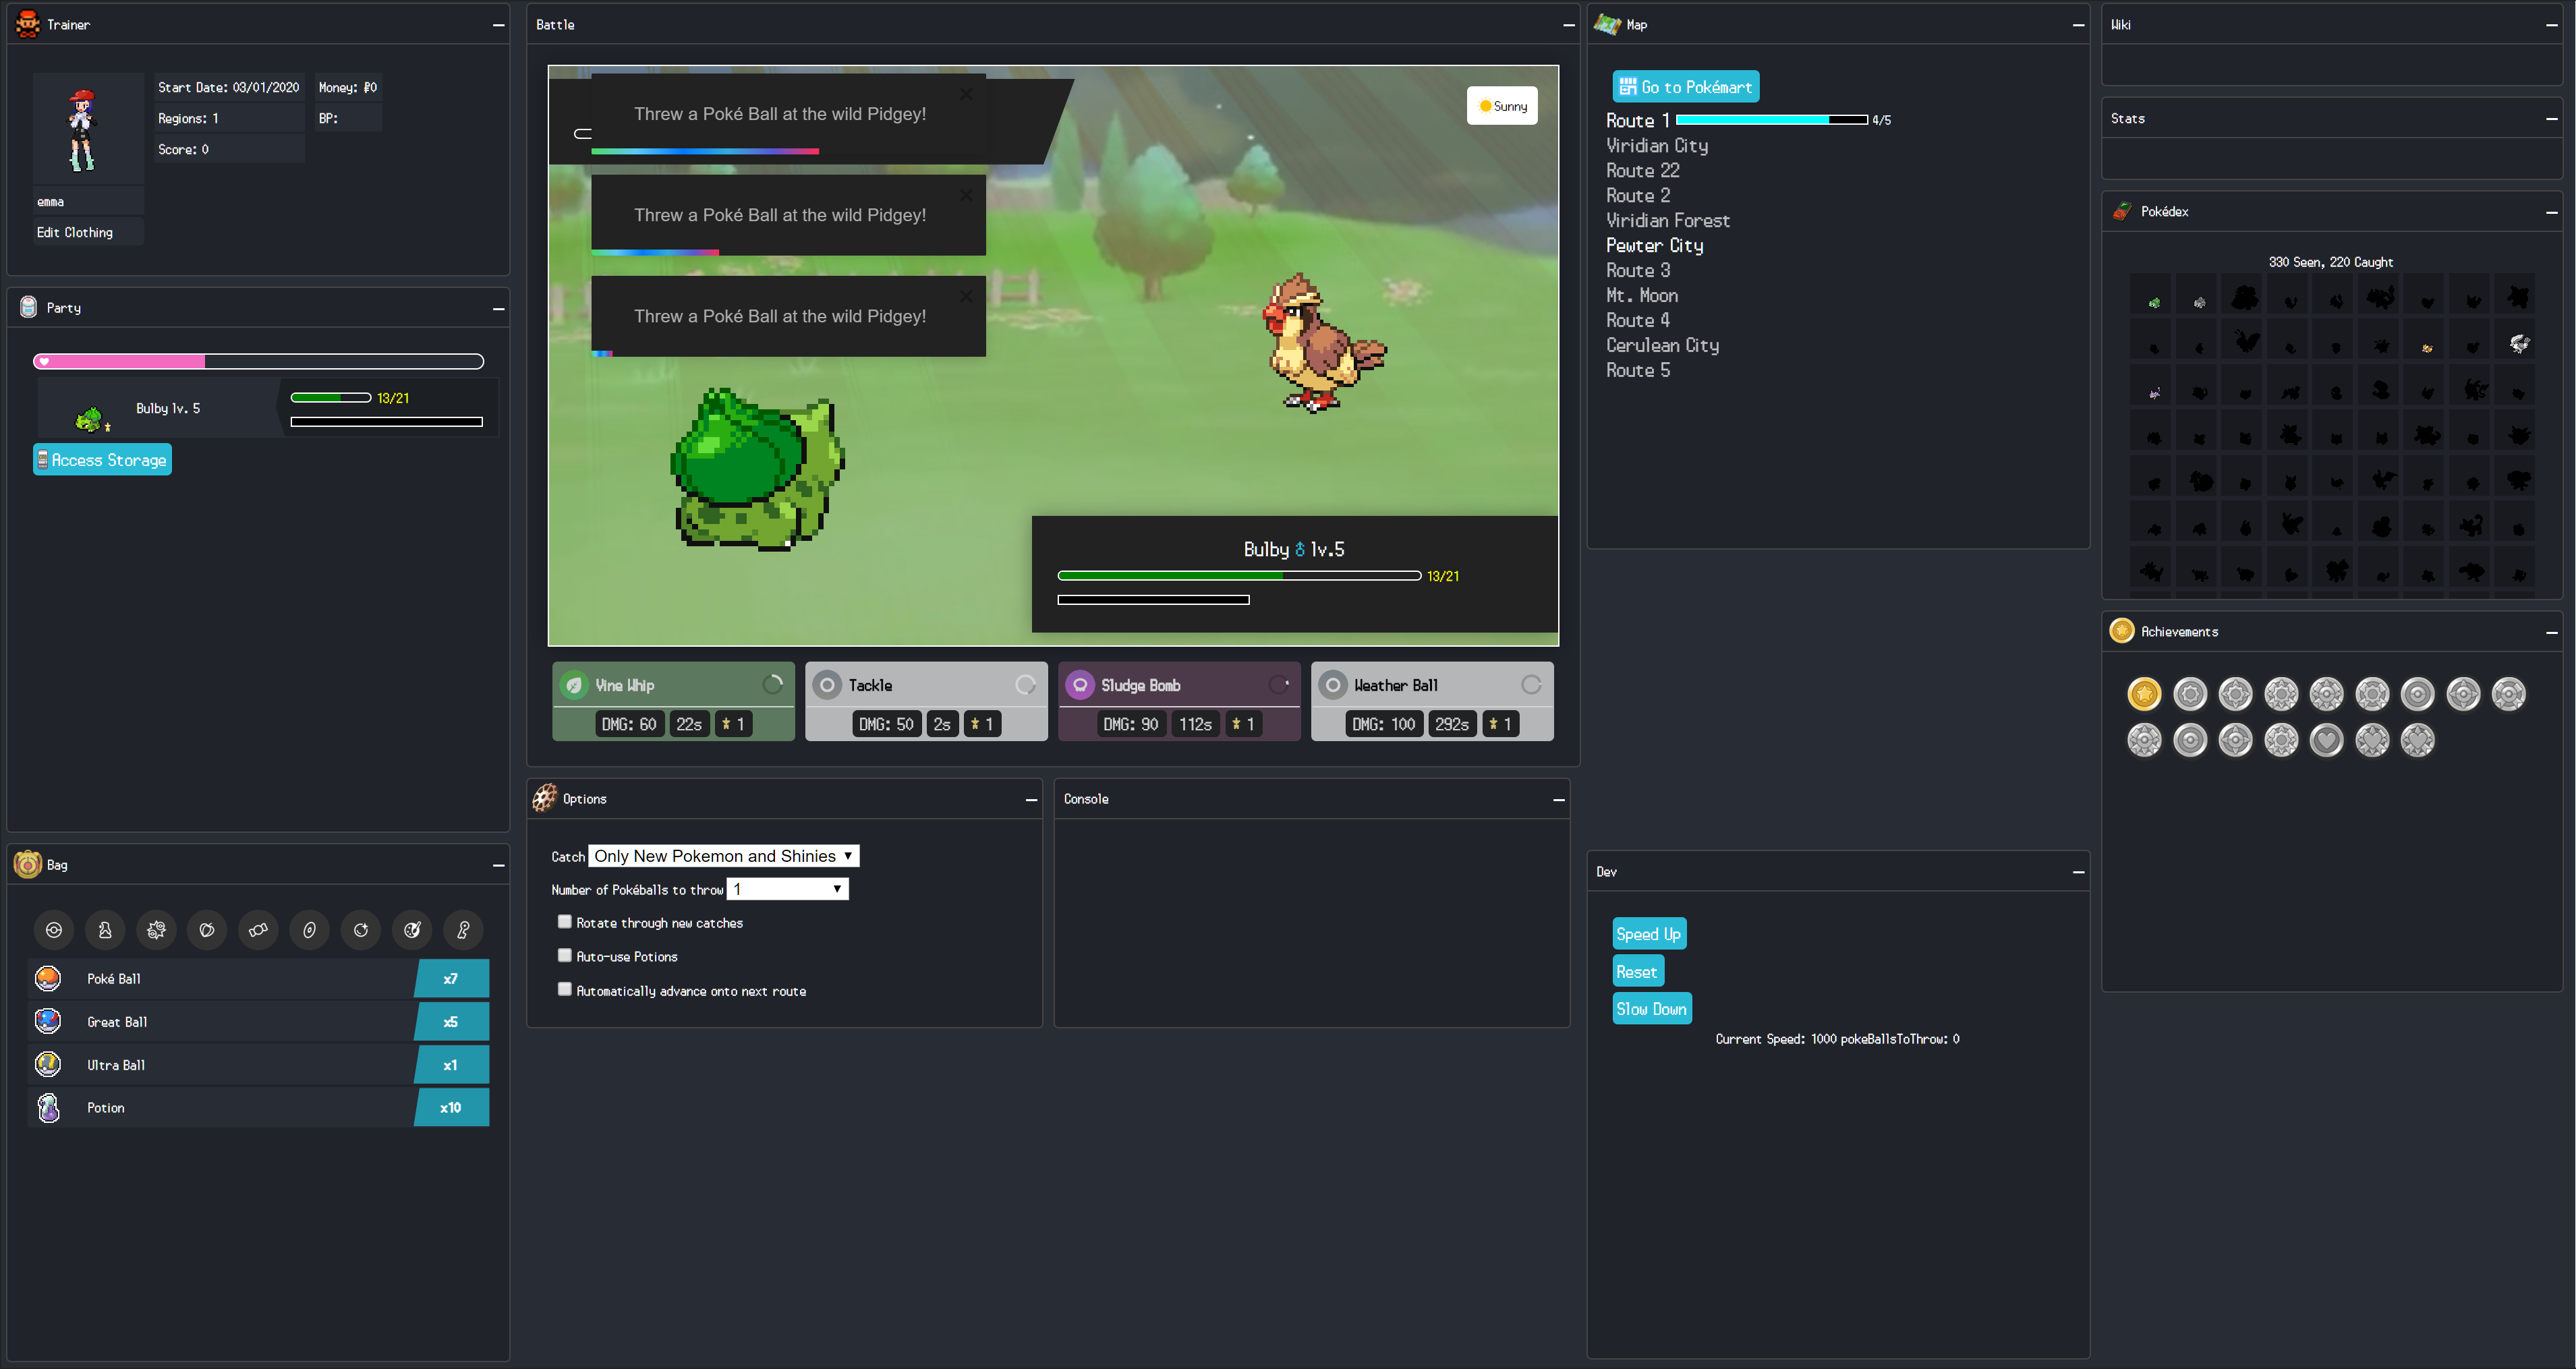 Trainer
Start Date: 03/01/2020
Money: ₽0
Regions: 1
BP:
Score: 0
emma
Edit Clothing
Party
Bulby lv. 5
13/21
Access Storage
Bag
Poké Ball
x7
Great Ball
x5
Ultra Ball
x1
Potion
x10
Battle
Threw a Poké Ball at the wild Pidgey!
Threw a Poké Ball at the wild Pidgey!
Threw a Poké Ball at the wild Pidgey!
Sunny
Bulby ♂ lv.5
13/21
Vine Whip
DMG: 60 22s 1
Tackle
DMG: 50 2s 1
Sludge Bomb
DMG: 90 112s 1
Weather Ball
DMG: 100 292s 1
Options
Catch Only New Pokemon and Shinies
Number of Pokéballs to throw 1
Rotate through new catches
Auto-use Potions
Automatically advance onto next route
Console
Map
Go to Pokémart
Route 1 4/5
Viridian City
Route 22
Route 2
Viridian Forest
Pewter City
Route 3
Mt. Moon
Route 4
Cerulean City
Route 5
Dev
Speed Up
Reset
Slow Down
Current Speed: 1000 pokeBallsToThrow: 0
Wiki
Stats
Pokédex
330 Seen, 220 Caught
Achievements